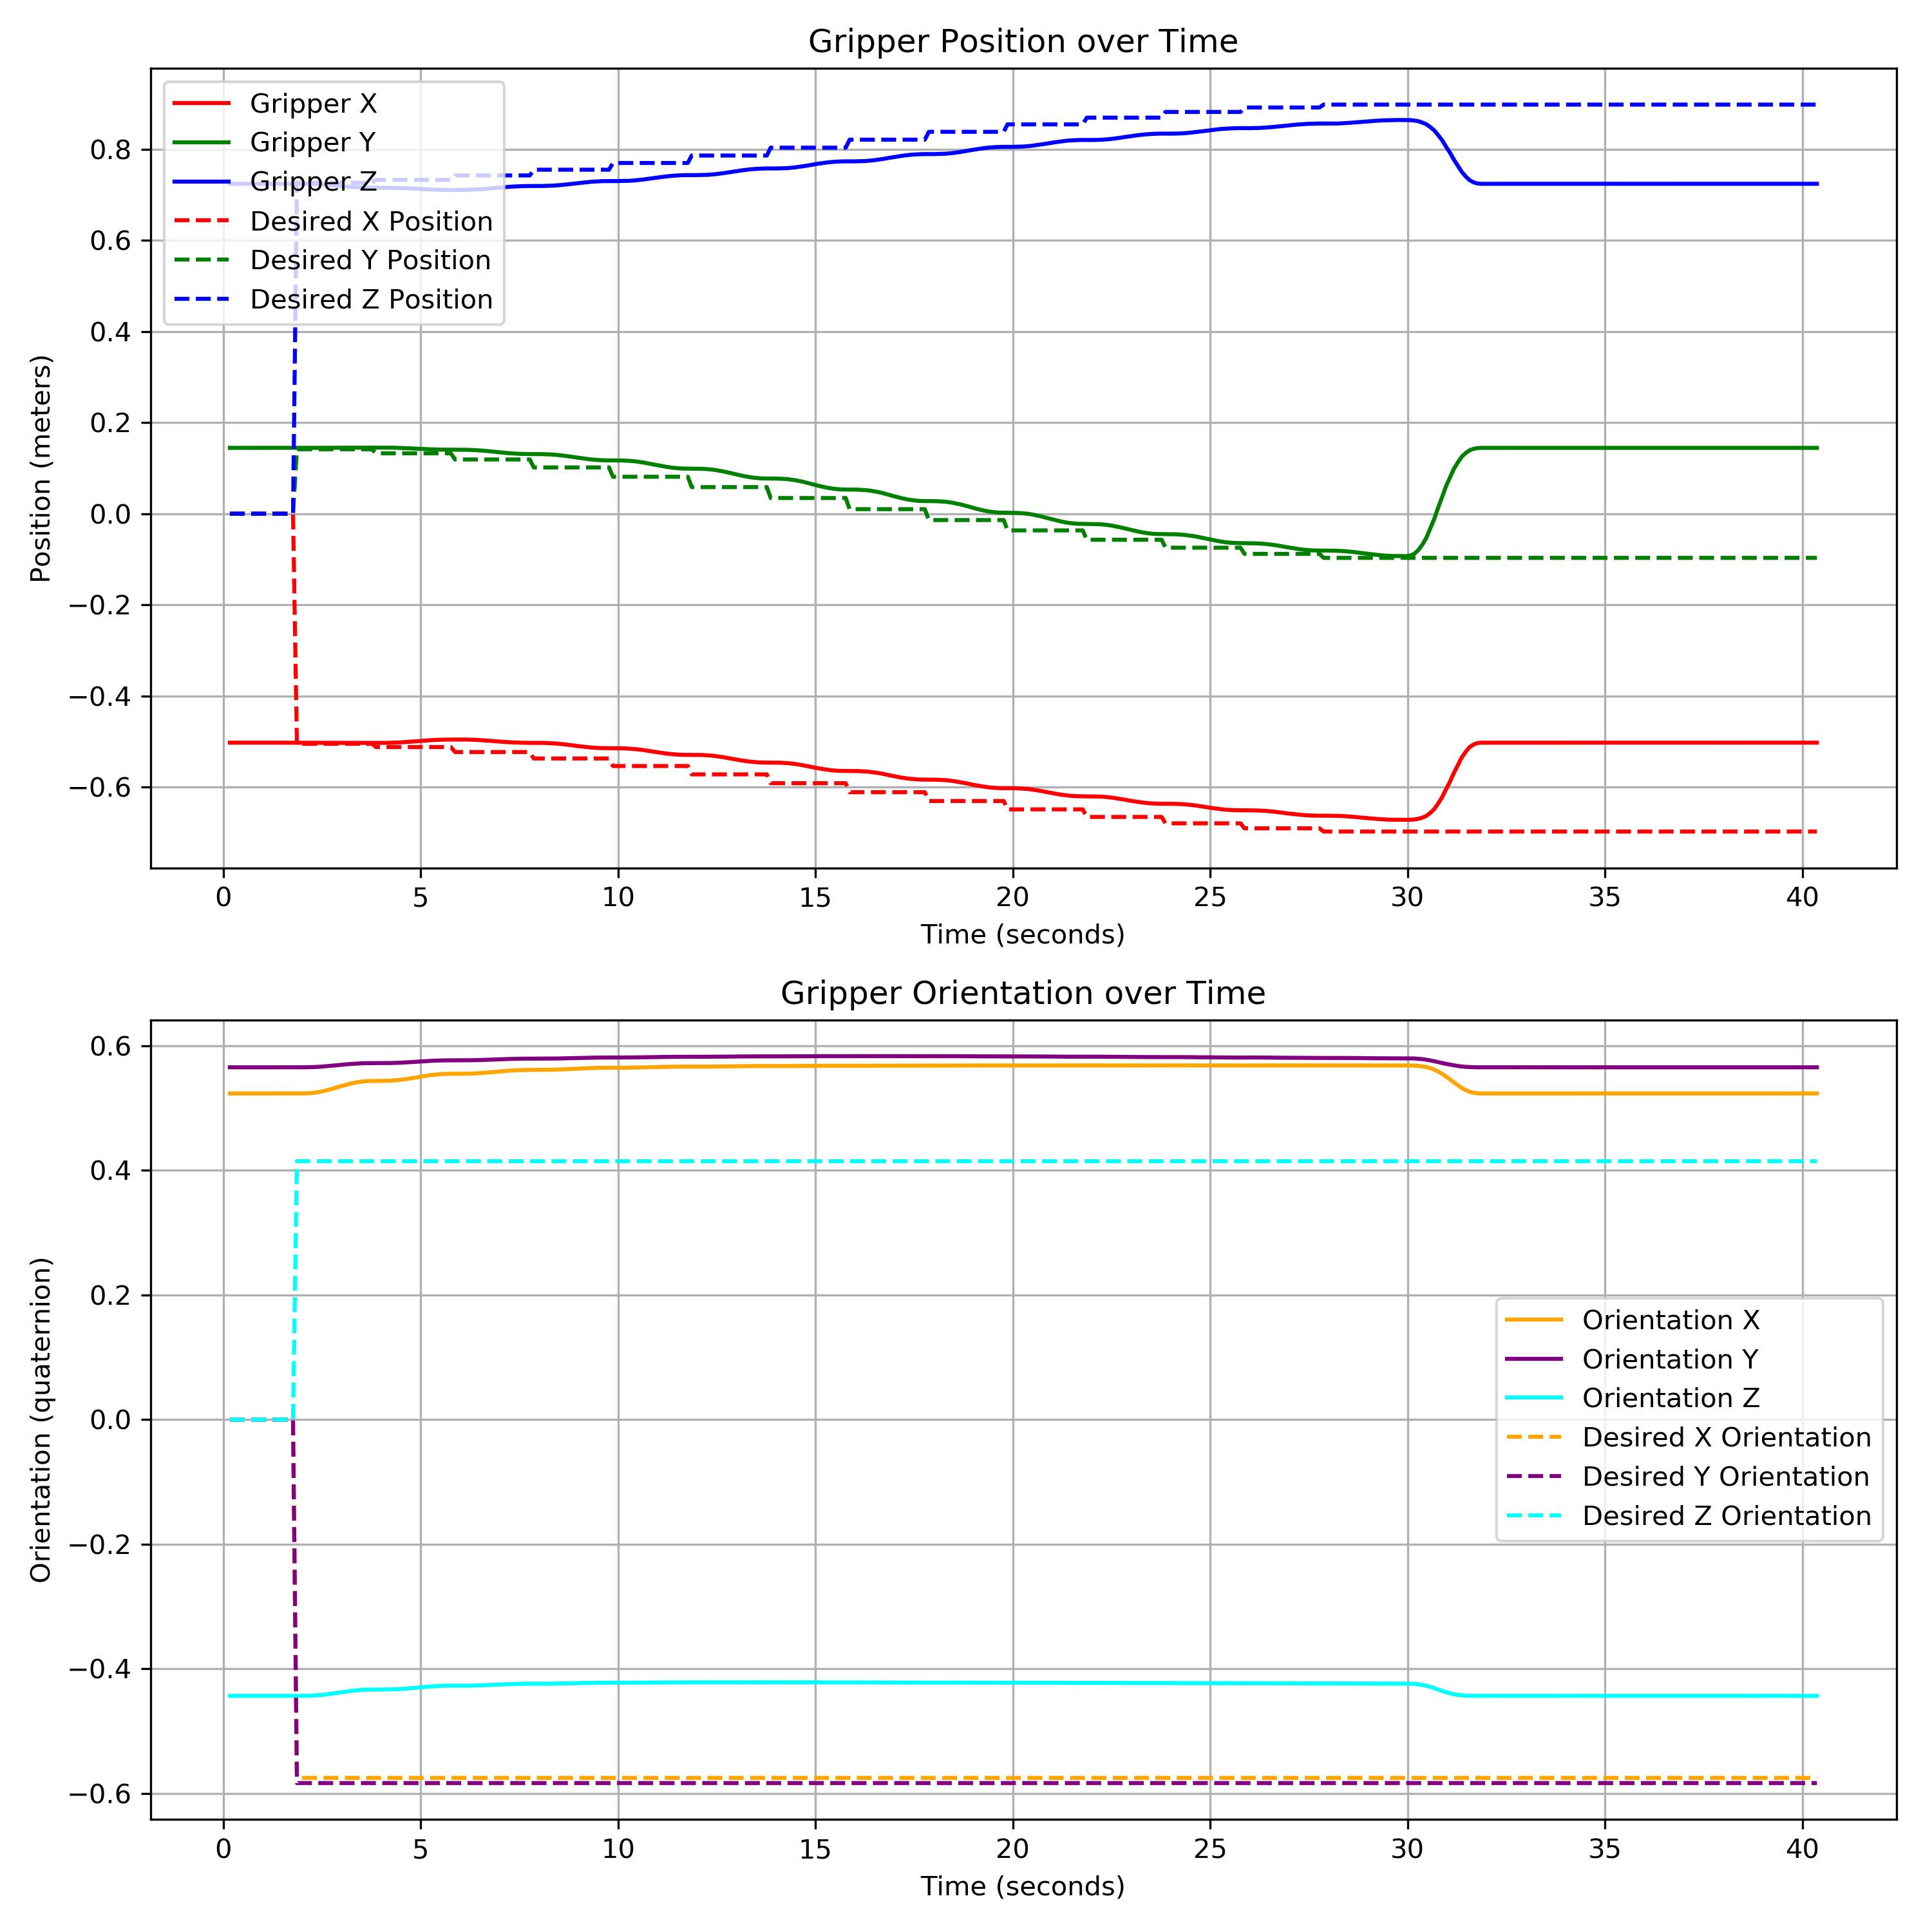 Gripper Position over Time
Gripper X
Gripper Y
Gripper Z
Desired X Position
Desired Y Position
Desired Z Position
Position (meters)
0.8
0.6
0.4
0.2
0.0
−0.2
−0.4
−0.6
0 5 10 15 20 25 30 35 40
Time (seconds)
Gripper Orientation over Time
Orientation (quaternion)
0.6
0.4
0.2
0.0
−0.2
−0.4
−0.6
Orientation X
Orientation Y
Orientation Z
Desired X Orientation
Desired Y Orientation
Desired Z Orientation
0 5 10 15 20 25 30 35 40
Time (seconds)